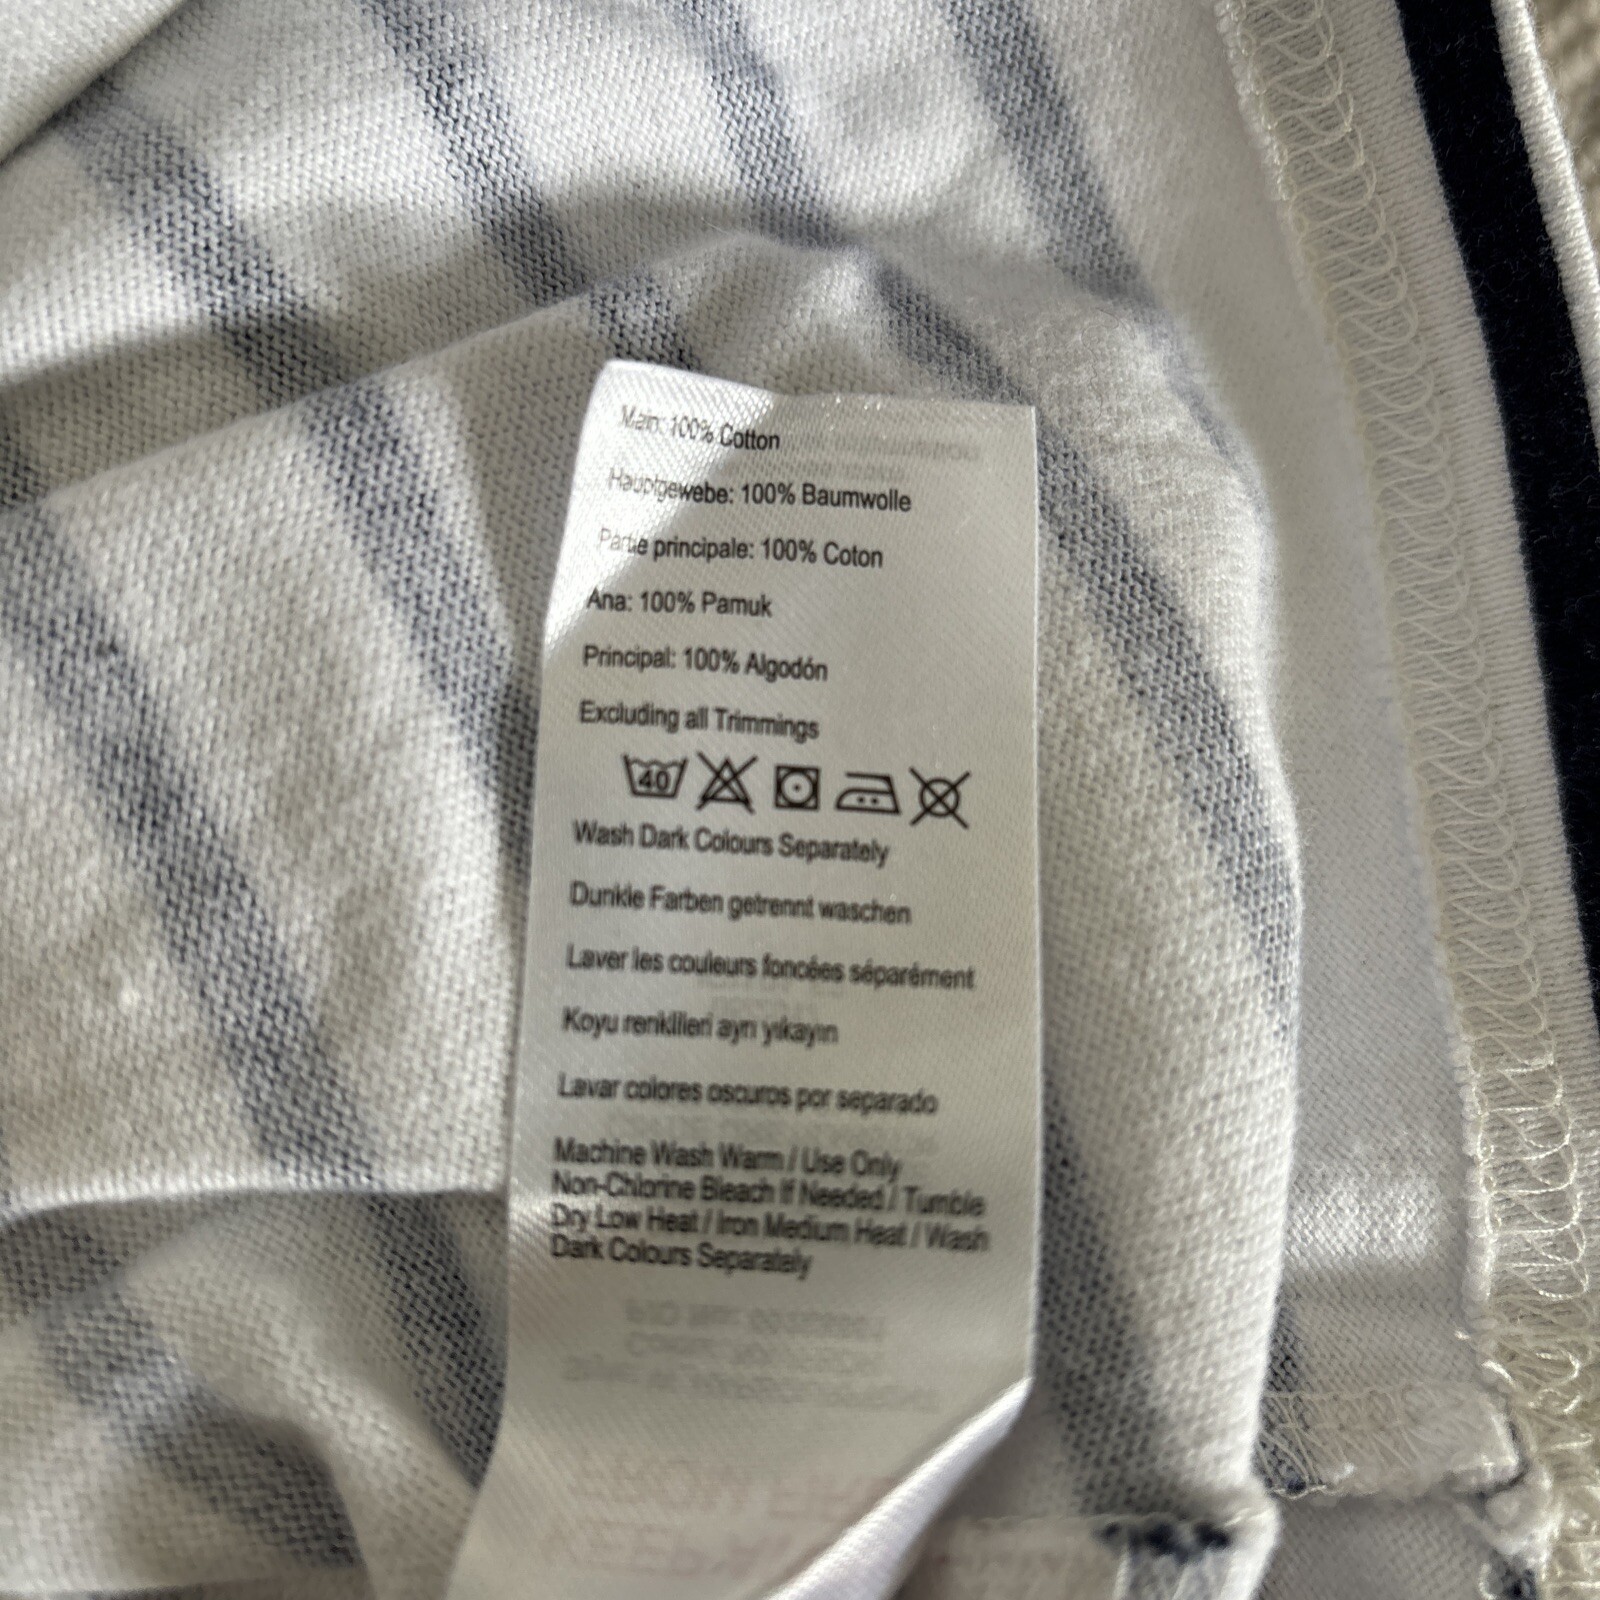 Main: 100% Cotton
Hauptgewebe: 100% Baumwolle
Partie principale: 100% Coton
Ana: 100% Pamuk
Principal: 100% Algodón
Excluding all Trimmings
40
Wash Dark Colours Separately
Dunkle Farben getrennt waschen
Laver les couleurs foncées séparément
Koyu renklileri ayrı yıkayın
Lavar colores oscuros por separado
Machine Wash Warm / Use Only
Non-Chlorine Bleach If Needed / Tumble
Dry Low Heat / Iron Medium Heat / Wash
Dark Colours Separately